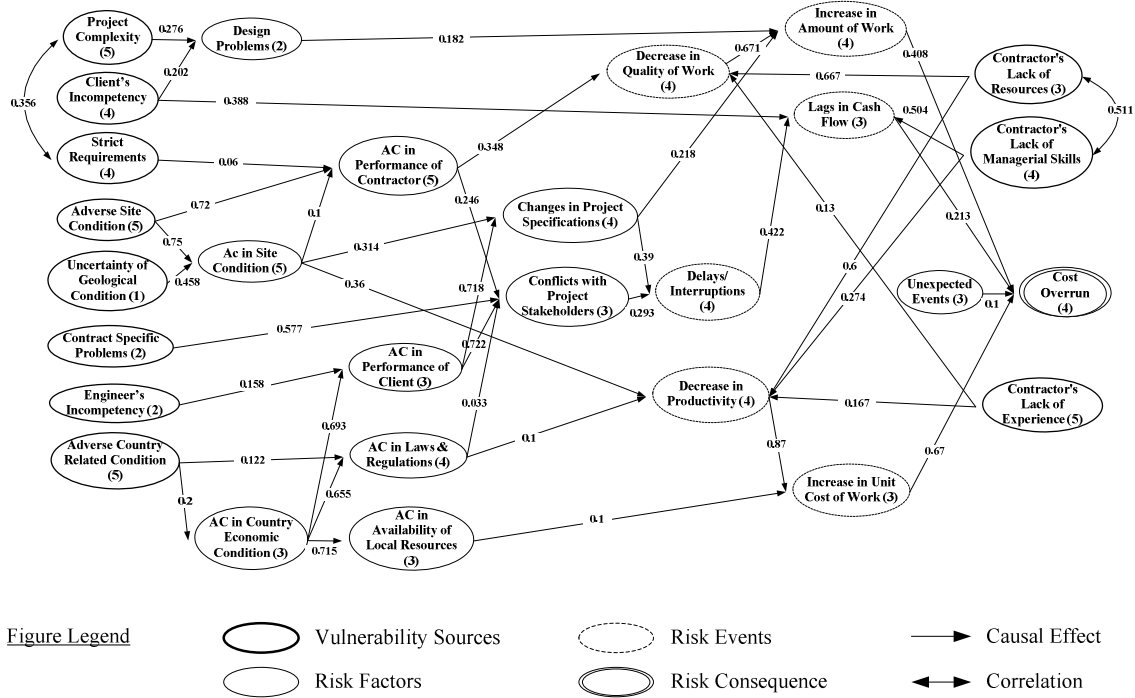 Project
Complexity
(5)
0.276
Design
Problems (2)
0.182
Increase in
Amount of Work
(4)
0.408
0.202
Client's
Incompetency
(4)
0.388
0.356
Decrease in
Quality of Work
(4)
0.671
0.667
Contractor's
Lack of
Resources (3)
0.511
Lags in Cash
Flow (3)
0.504
Contractor's
Lack of
Managerial Skills
(4)
Strict
Requirements
(4)
0.06
AC in
Performance of
Contractor (5)
0.348
0.218
Adverse Site
Condition (5)
0.72
0.75
0.1
0.246
Changes in Project
Specifications (4)
0.13
0.213
Ac in Site
Condition (5)
0.314
0.39
0.422
Uncertainty of
Geological
Condition (1)
0.458
0.36
0.718
Conflicts with
Project
Stakeholders (3)
0.293
Delays/
Interruptions
(4)
0.6
0.274
Unexpected
Events (3)
0.1
Cost
Overrun
(4)
Contract Specific
Problems (2)
0.577
0.722
AC in
Performance of
Client (3)
Engineer's
Incompetency (2)
0.158
0.033
Decrease in
Productivity (4)
0.167
Contractor's
Lack of
Experience (5)
0.693
Adverse Country
Related Condition
(5)
0.122
AC in Laws &
Regulations (4)
0.1
0.87
0.67
0.2
0.655
Increase in Unit
Cost of Work (3)
AC in Country
Economic
Condition (3)
0.715
AC in
Availability of
Local Resources
(3)
0.1
Figure Legend
Vulnerability Sources
Risk Events
Causal Effect
Risk Factors
Risk Consequence
Correlation